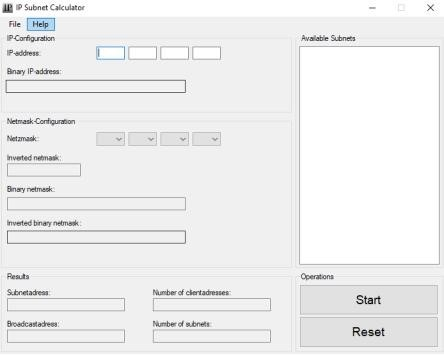 IP Subnet Calculator
File Help
IP-Configuration
IP-address:
Binary IP-address:
Netmask-Configuration
Netzmask:
Inverted netmask:
Binary netmask:
Inverted binary netmask:
Results
Subnetadress:
Number of clientadresses:
Broadcastadress:
Number of subnets:
Available Subnets
Operations
Start
Reset